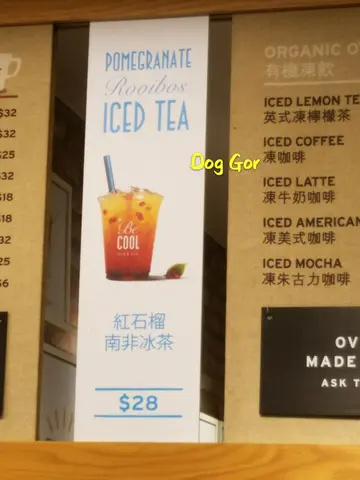 $32
$32
$25
$32
$18
$18
$32
$25
POMEGRANATE
Rooibos
ICED TEA
Dog Gor
Be
COOL
紅石榴
南非冰茶
$28
ORGANIC
有機凍飲
ICED LEMON
英式凍檸檬茶
ICED COFFEE
凍咖啡
ICED LATTE
凍牛奶咖啡
ICED AMERICAN
凍美式咖啡
ICED MOCHA
凍朱古力咖啡
MADE
ASK